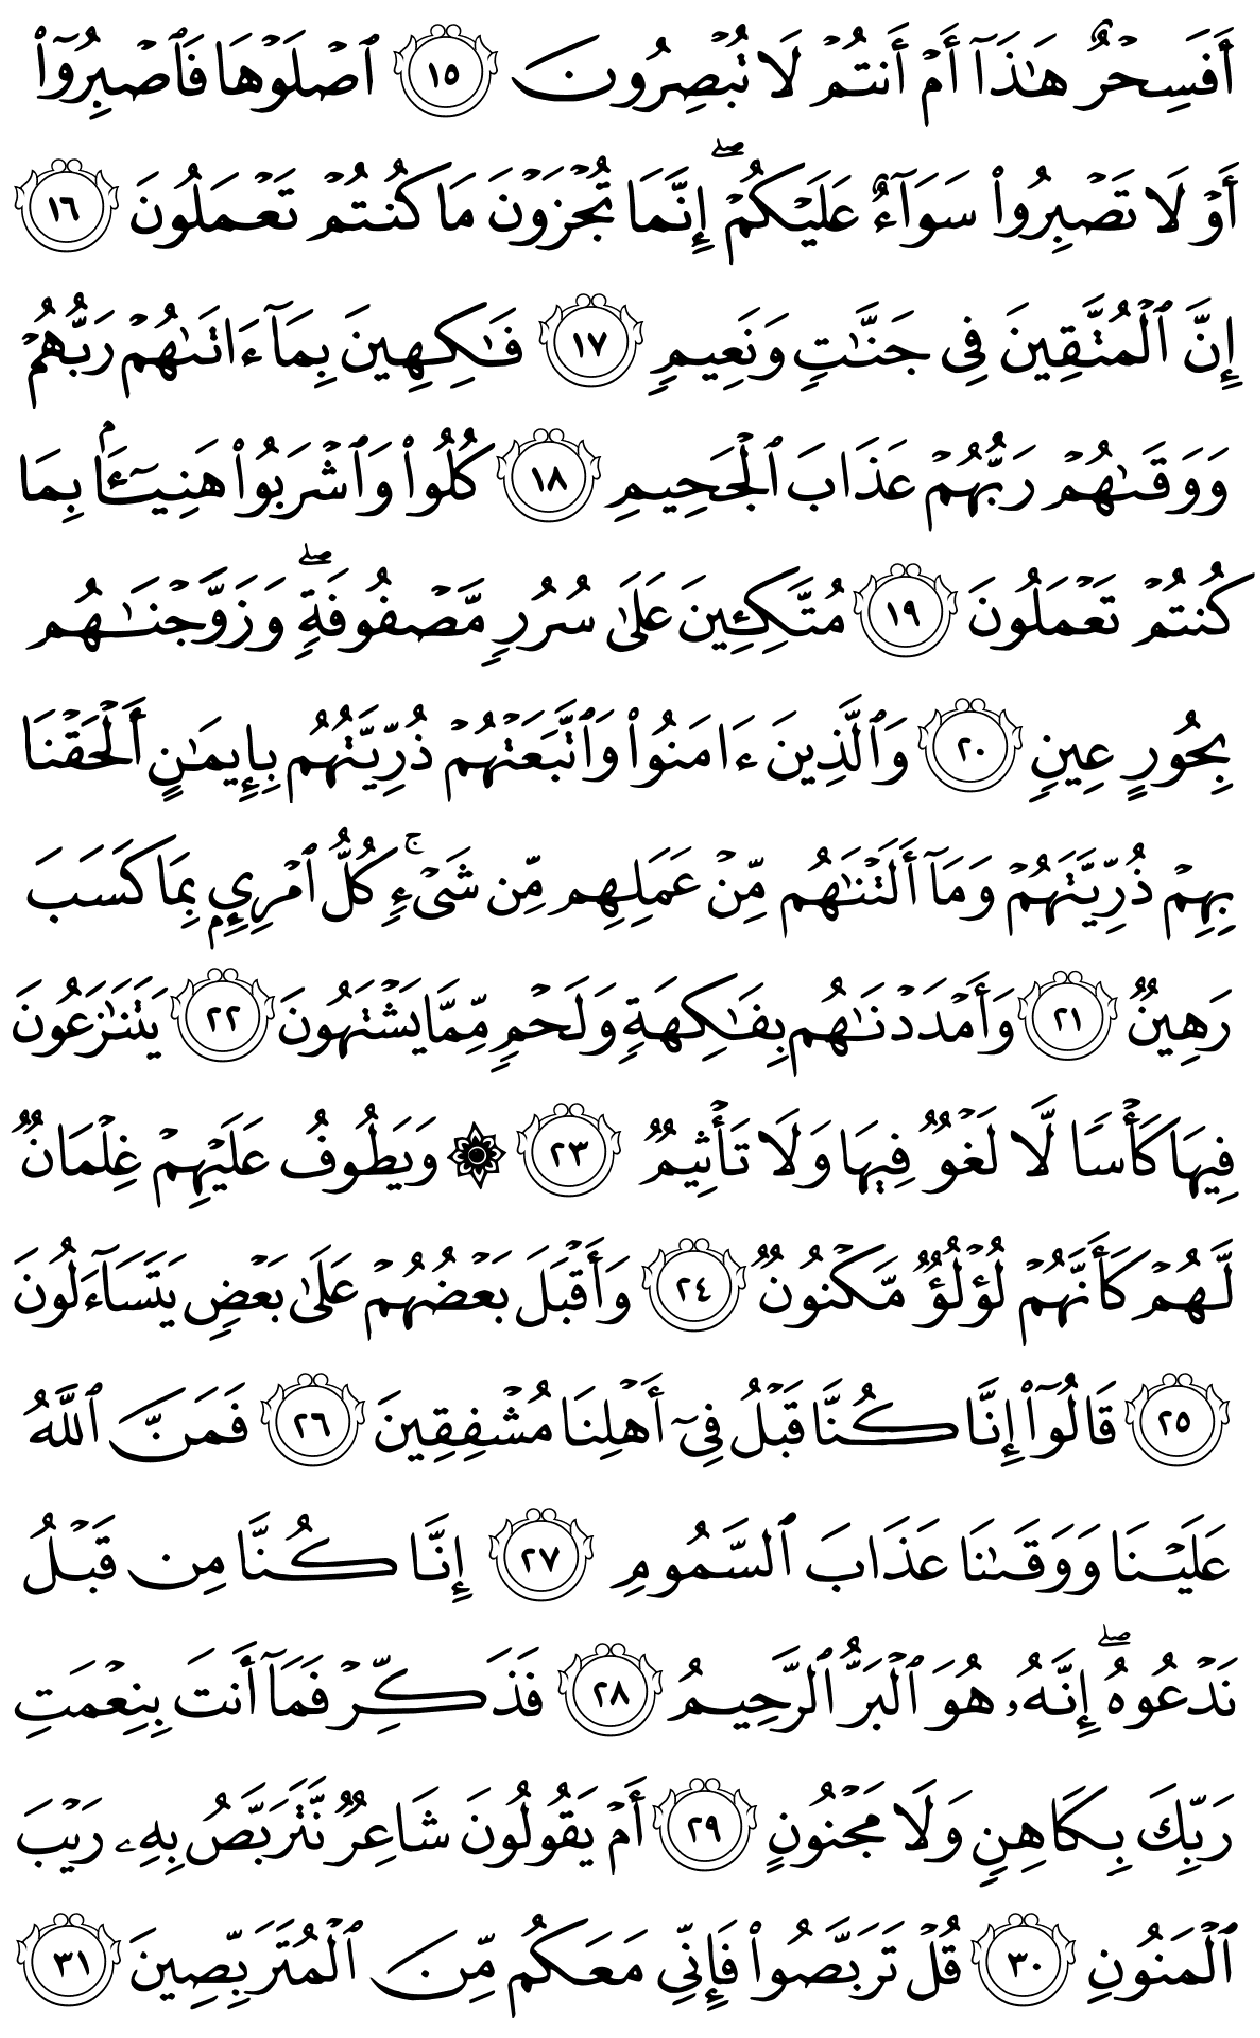 أَفَسِحْرٌ هَٰذَآ أَمْ أَنتُمْ لَا تُبْصِرُونَ ١٥ ٱصْلَوْهَا فَٱصْبِرُوٓا۟
أَوْ لَا تَصْبِرُوا۟ سَوَآءٌ عَلَيْكُمْ ۖ إِنَّمَا تُجْزَوْنَ مَا كُنتُمْ تَعْمَلُونَ ١٦
إِنَّ ٱلْمُتَّقِينَ فِى جَنَّٰتٍ وَنَعِيمٍ ١٧ فَٰكِهِينَ بِمَآ ءَاتَىٰهُمْ رَبُّهُمْ
وَوَقَىٰهُمْ رَبُّهُمْ عَذَابَ ٱلْجَحِيمِ ١٨ كُلُوا۟ وَٱشْرَبُوا۟ هَنِيٓـَٔۢا بِمَا
كُنتُمْ تَعْمَلُونَ ١٩ مُتَّكِـِٔينَ عَلَىٰ سُرُرٍ مَّصْفُوفَةٍ ۖ وَزَوَّجْنَٰهُم
بِحُورٍ عِينٍ ٢٠ وَٱلَّذِينَ ءَامَنُوا۟ وَٱتَّبَعَتْهُمْ ذُرِّيَّتُهُم بِإِيمَٰنٍ أَلْحَقْنَا
بِهِمْ ذُرِّيَّتَهُمْ وَمَآ أَلَتْنَٰهُم مِّنْ عَمَلِهِم مِّن شَىْءٍ ۚ كُلُّ ٱمْرِئٍۭ بِمَا كَسَبَ
رَهِينٌ ٢١ وَأَمْدَدْنَٰهُم بِفَٰكِهَةٍ وَلَحْمٍ مِّمَّا يَشْتَهُونَ ٢٢ يَتَنَٰزَعُونَ
فِيهَا كَأْسًا لَّا لَغْوٌ فِيهَا وَلَا تَأْثِيمٌ ٢٣ ۞ وَيَطُوفُ عَلَيْهِمْ غِلْمَانٌ
لَّهُمْ كَأَنَّهُمْ لُؤْلُؤٌ مَّكْنُونٌ ٢٤ وَأَقْبَلَ بَعْضُهُمْ عَلَىٰ بَعْضٍ يَتَسَآءَلُونَ
٢٥ قَالُوٓا۟ إِنَّا كُنَّا قَبْلُ فِىٓ أَهْلِنَا مُشْفِقِينَ ٢٦ فَمَنَّ ٱللَّهُ
عَلَيْنَا وَوَقَىٰنَا عَذَابَ ٱلسَّمُومِ ٢٧ إِنَّا كُنَّا مِن قَبْلُ
نَدْعُوهُ ۖ إِنَّهُۥ هُوَ ٱلْبَرُّ ٱلرَّحِيمُ ٢٨ فَذَكِّرْ فَمَآ أَنتَ بِنِعْمَتِ
رَبِّكَ بِكَاهِنٍ وَلَا مَجْنُونٍ ٢٩ أَمْ يَقُولُونَ شَاعِرٌ نَّتَرَبَّصُ بِهِۦ رَيْبَ
ٱلْمَنُونِ ٣٠ قُلْ تَرَبَّصُوا۟ فَإِنِّى مَعَكُم مِّنَ ٱلْمُتَرَبِّصِينَ ٣١